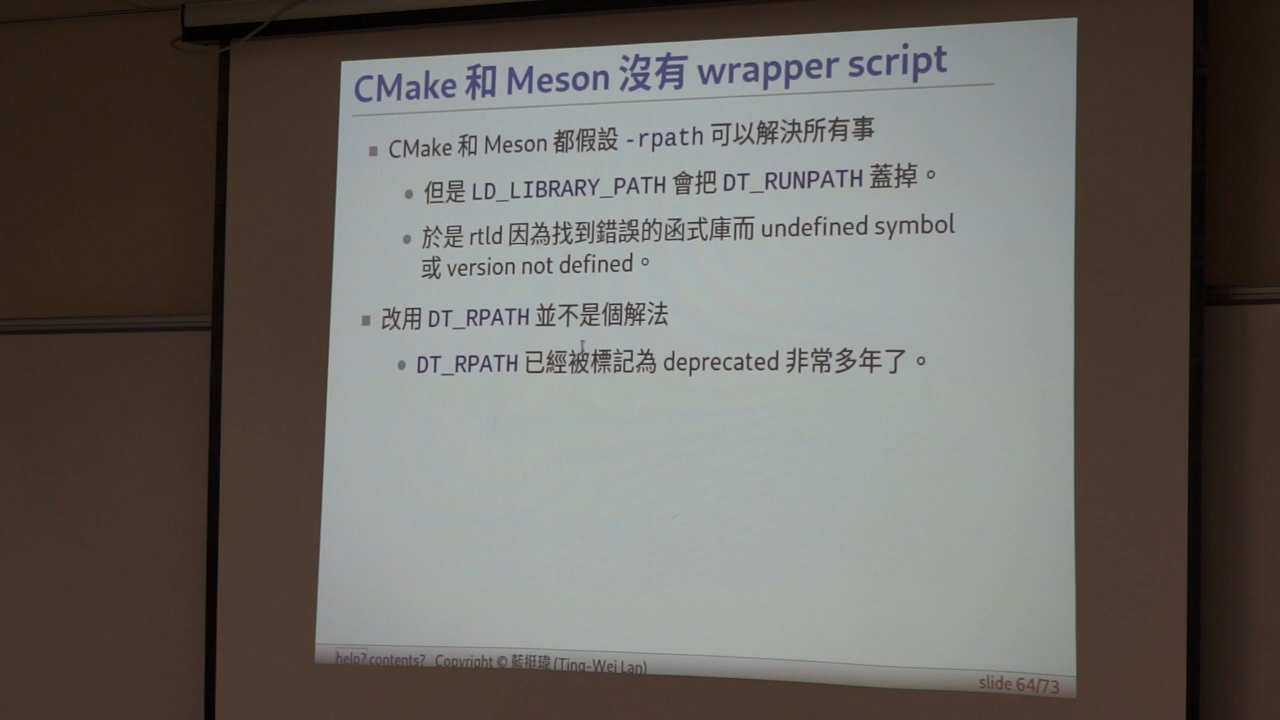 CMake 和 Meson 沒有 wrapper script
CMake 和 Meson 都假設 -rpath 可以解決所有事
但是 LD_LIBRARY_PATH 會把 DT_RUNPATH 蓋掉。
於是 rtld 因為找到錯誤的函式庫而 undefined symbol
或 version not defined。
改用 DT_RPATH 並不是個解法
DT_RPATH 已經被標記為 deprecated 非常多年了。
help? contents? Copyright © 藍挺瑋 (Ting-Wei Lan)
slide 64/73